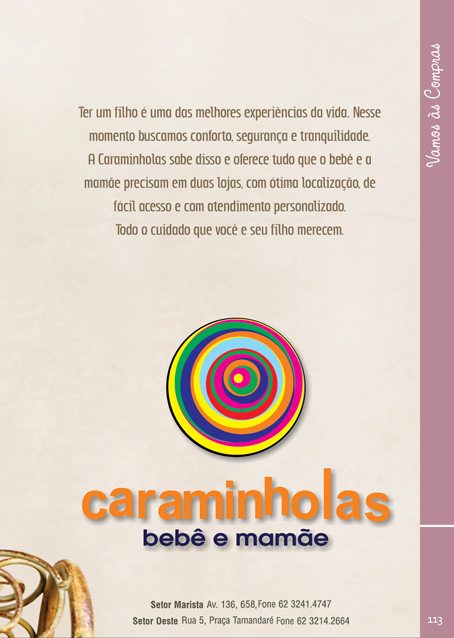 Vamos às Compras
Ter um filho é uma das melhores experiências da vida. Nesse
momento buscamos conforto, segurança e tranquilidade.
A Caraminholas sabe disso e oferece tudo que o bebê e a
mamãe precisam em duas lojas, com ótima localização, de
fácil acesso e com atendimento personalizado.
Todo o cuidado que você e seu filho merecem.
caraminholas
bebê e mamãe
Setor Marista Av. 136, 658,Fone 62 3241.4747
Setor Oeste Rua 5, Praça Tamandaré Fone 62 3214.2664
113